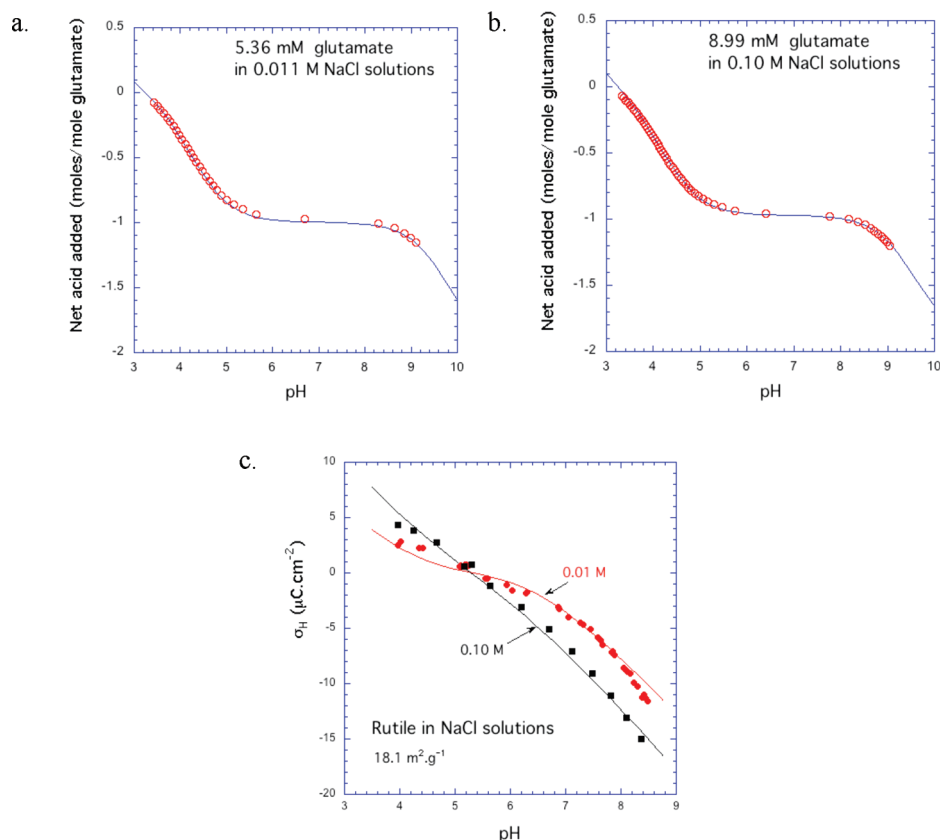 a.
Net acid added (moles/mole glutamate)
0.5
0
-0.5
-1
-1.5
-2
5.36 mM glutamate
in 0.011 M NaCl solutions
3 4 5 6 7 8 9 10
pH
b.
Net acid added (moles/mole glutamate)
0.5
0
-0.5
-1
-1.5
-2
8.99 mM glutamate
in 0.10 M NaCl solutions
3 4 5 6 7 8 9 10
pH
c.
σH (μC.cm-2)
10
5
0
-5
-10
-15
-20
0.01 M
0.10 M
Rutile in NaCl solutions
18.1 m².g⁻¹
3 4 5 6 7 8 9
pH